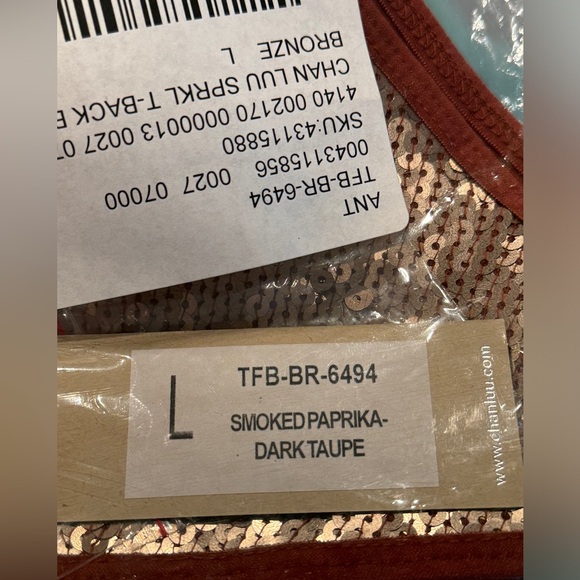 ANT
TFB-BR-6494
0043115856 0027 07000
SKU:43115880
4140 002170 0000013 0027 07
CHAN LUU SPRKL T-BACK
BRONZE L
L
TFB-BR-6494
SMOKED PAPRIKA-
DARK TAUPE
www.chanluu.com